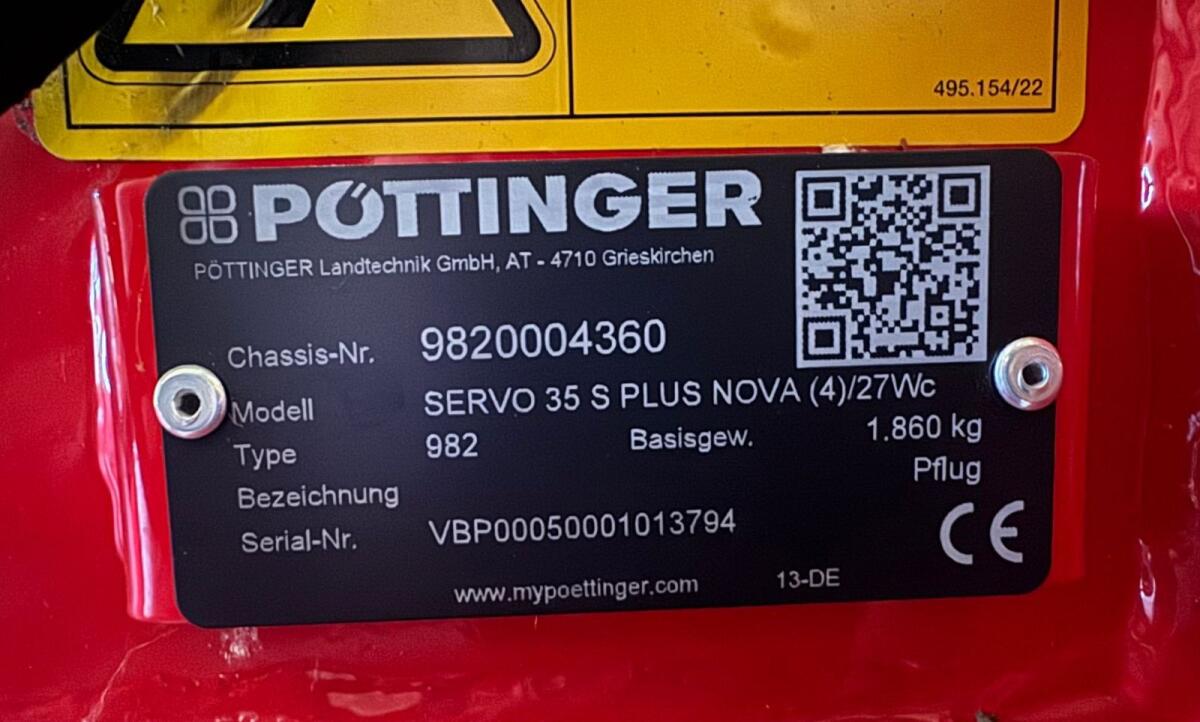 495.154/22
PÖTTINGER
PÖTTINGER Landtechnik GmbH, AT - 4710 Grieskirchen
Chassis-Nr. 9820004360
Modell SERVO 35 S PLUS NOVA (4)/27Wc
Type 982 Basisgew. 1.860 kg
Bezeichnung Pflug
Serial-Nr. VBP00050001013794
CE
www.mypoettinger.com 13-DE